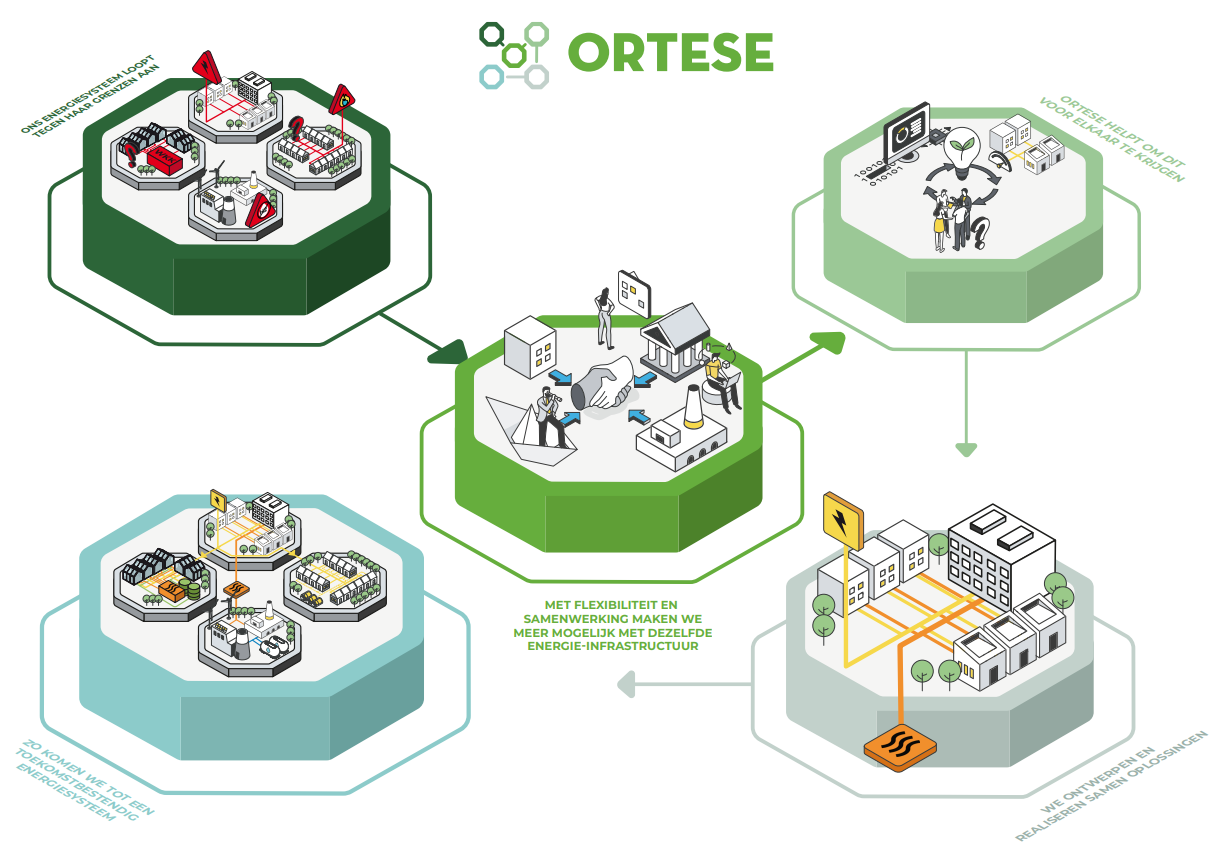 ORTESE
ONS ENERGIESYSTEEM LOOPT
TEGEN HAAR GRENZEN AAN
ORTESE HELPT OM DIT
VOOR ELKAAR TE KRIJGEN
MET FLEXIBILITEIT EN
SAMENWERKING MAKEN WE
MEER MOGELIJK MET DEZELFDE
ENERGIE-INFRASTRUCTUUR
ZO KOMEN WE TOT EEN
TOEKOMSTBESTENDIG
ENERGIESYSTEEM
WE ONTWERPEN EN
REALISEREN SAMEN OPLOSSINGEN